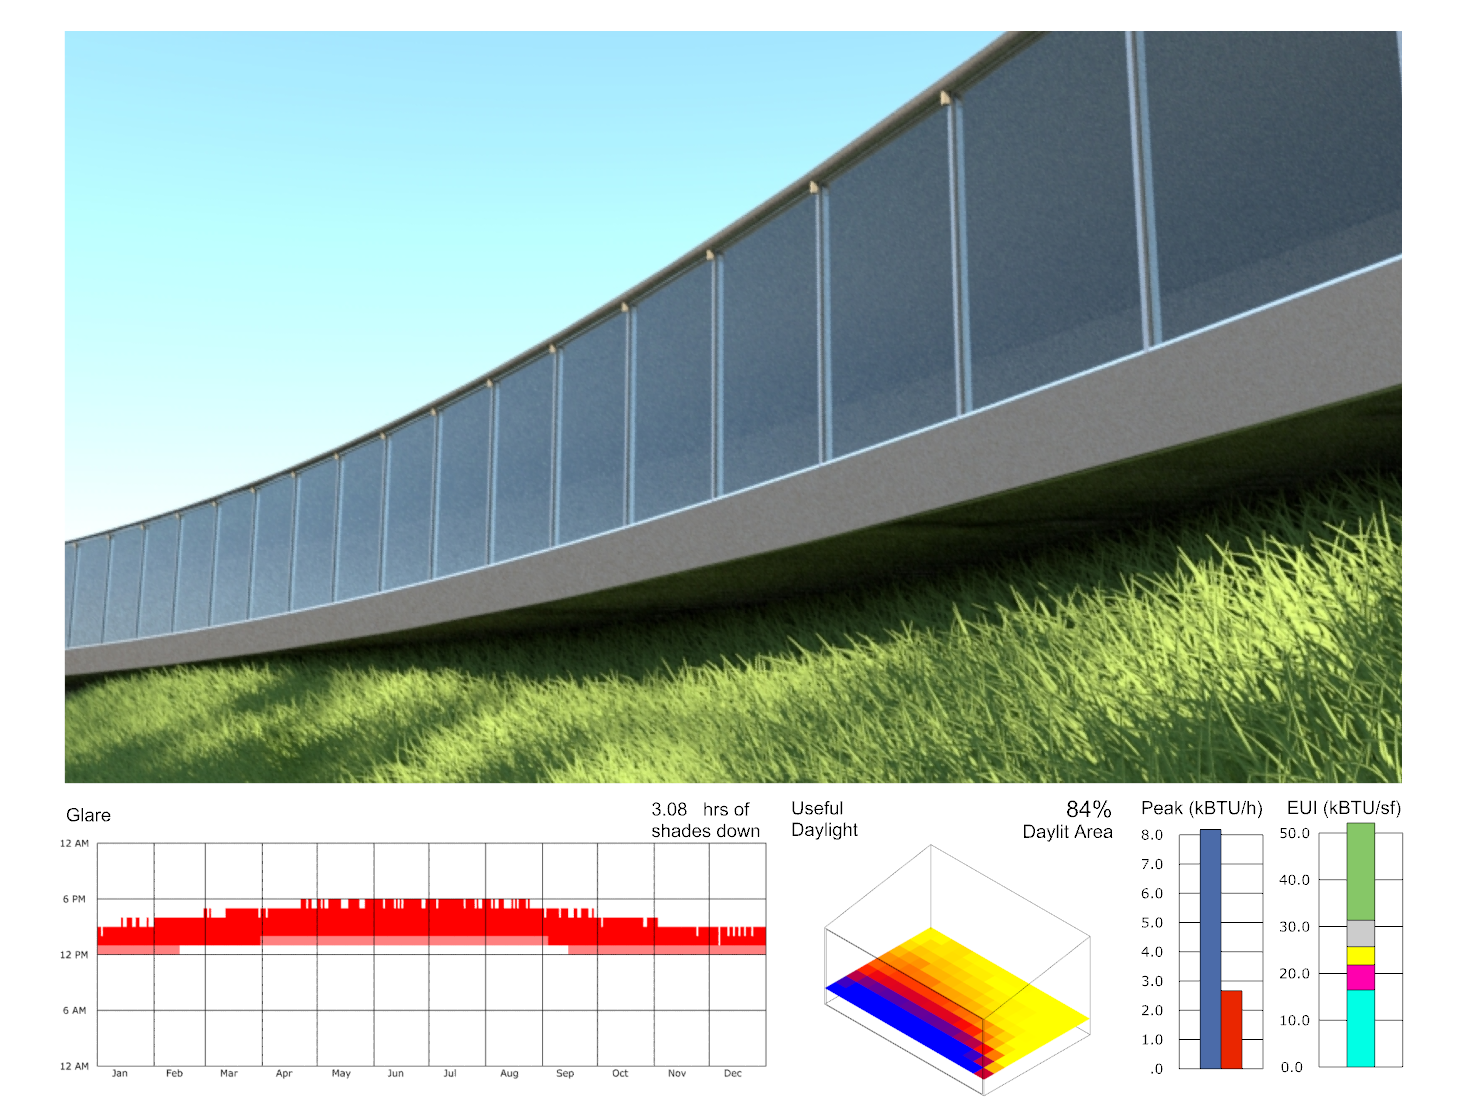 Glare
3.08 hrs of
shades down
12 AM
6 PM
12 PM
6 AM
12 AM
Jan Feb Mar Apr May Jun Jul Aug Sep Oct Nov Dec
Useful
Daylight
84%
Daylit Area
Peak (kBTU/h)
8.0
7.0
6.0
5.0
4.0
3.0
2.0
1.0
.0
EUI (kBTU/sf)
50.0
40.0
30.0
20.0
10.0
0.0